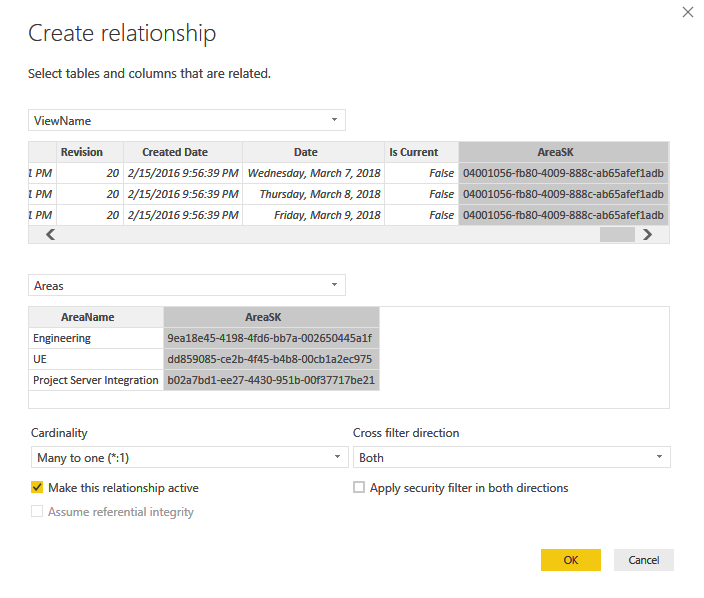 Create relationship
Select tables and columns that are related.
ViewName
Revision Created Date Date Is Current AreaSK
1 PM 20 2/15/2016 9:56:39 PM Wednesday, March 7, 2018 False 04001056-fb80-4009-888c-ab65afef1adb
1 PM 20 2/15/2016 9:56:39 PM Thursday, March 8, 2018 False 04001056-fb80-4009-888c-ab65afef1adb
1 PM 20 2/15/2016 9:56:39 PM Friday, March 9, 2018 False 04001056-fb80-4009-888c-ab65afef1adb
Areas
AreaName AreaSK
Engineering 9ea18e45-4198-4fd6-bb7a-002650445a1f
UE dd859085-ce2b-4f45-b4b8-00cb1a2ec975
Project Server Integration b02a7bd1-ee27-4430-951b-00f37717be21
Cardinality Cross filter direction
Many to one (*:1) Both
Make this relationship active Apply security filter in both directions
Assume referential integrity
OK Cancel